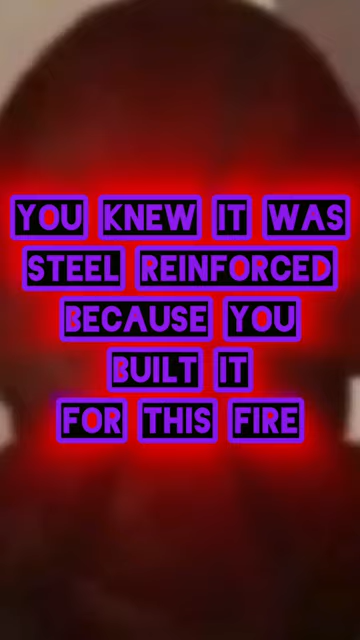 YOU KNEW IT WAS
STEEL REINFORCED
BECAUSE YOU
BUILT IT
FOR THIS FIRE